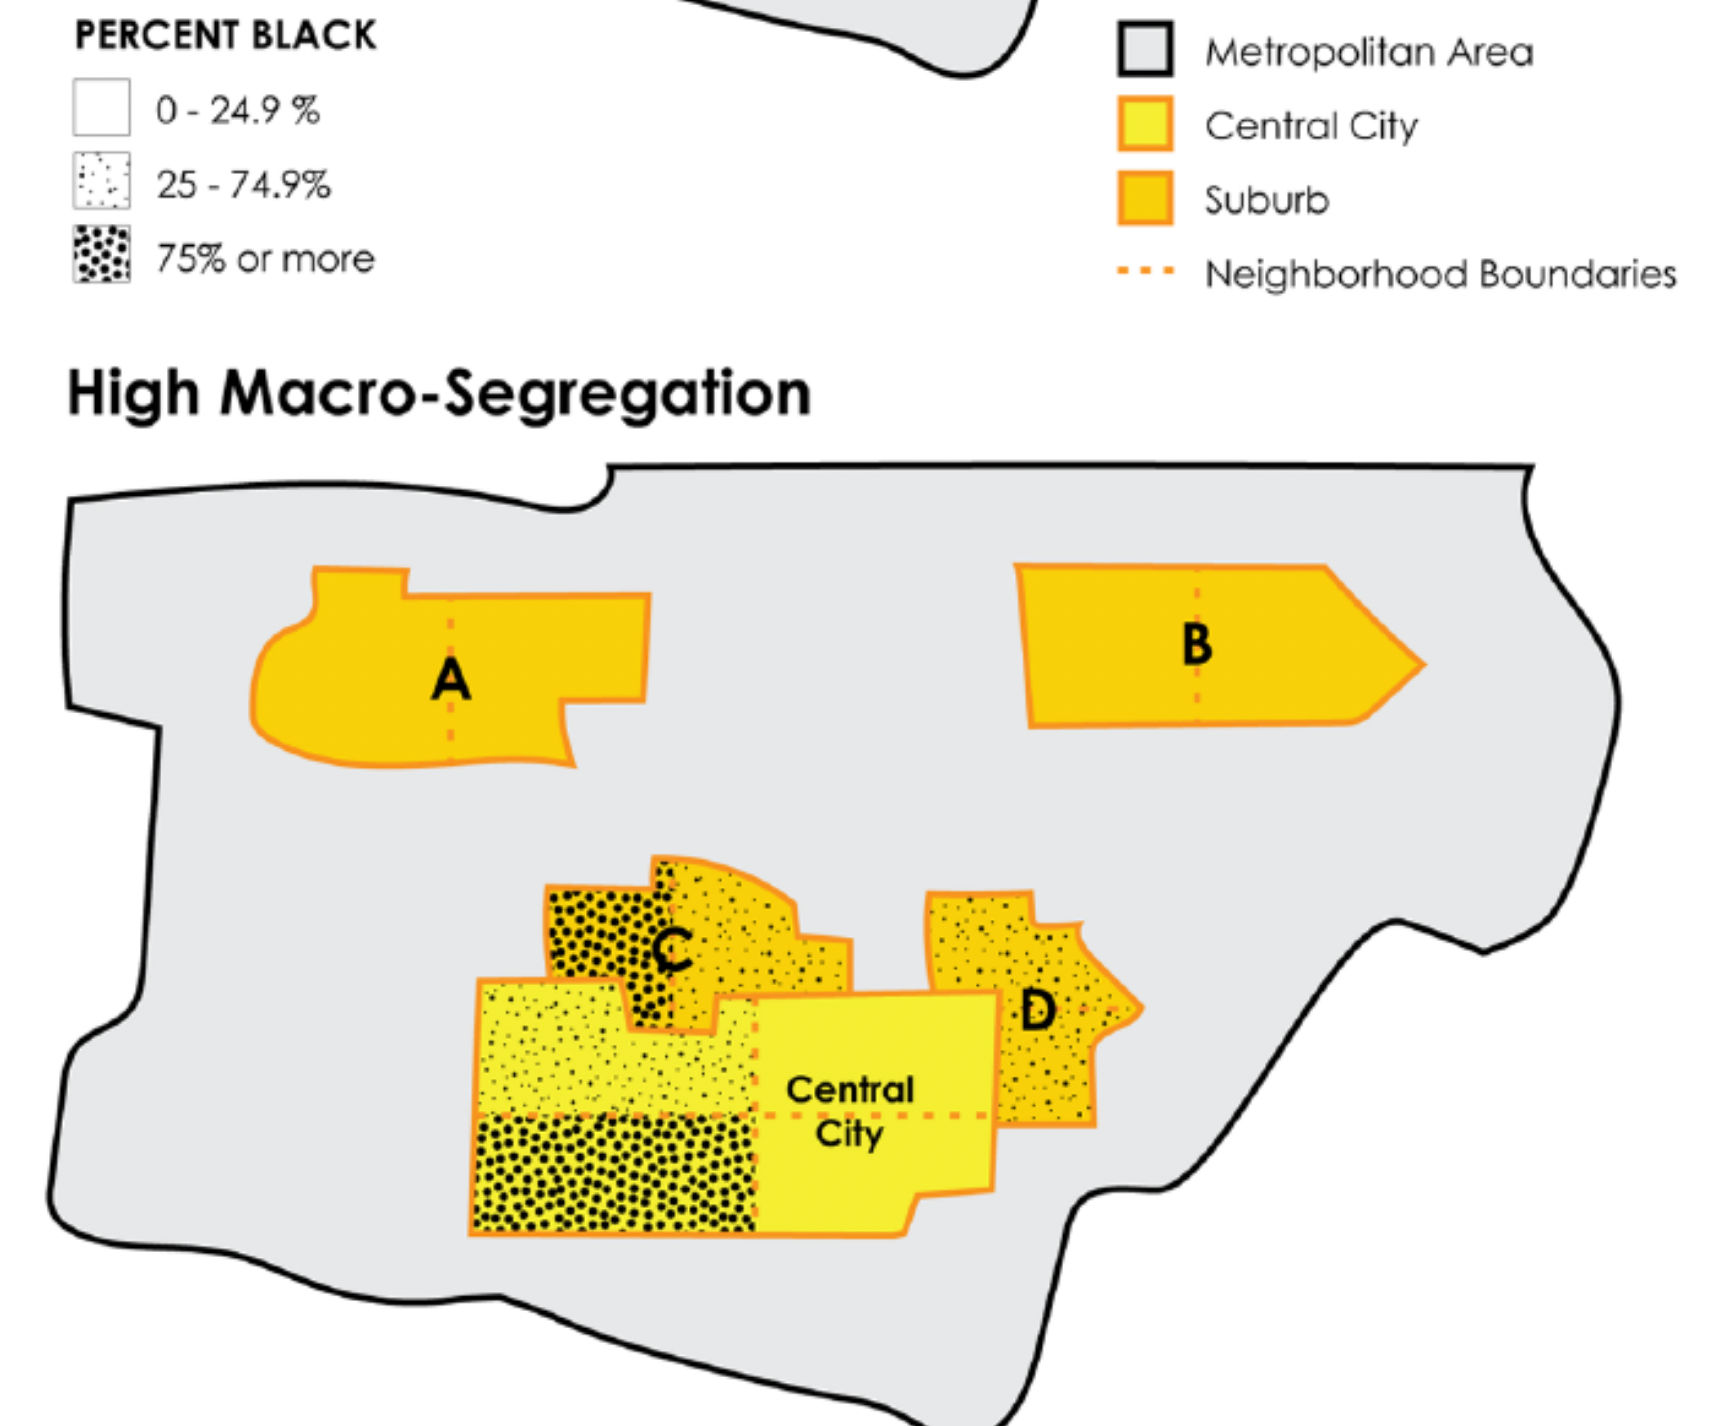 PERCENT BLACK
0 - 24.9 %
25 - 74.9%
75% or more
Metropolitan Area
Central City
Suburb
Neighborhood Boundaries
High Macro-Segregation
A
B
C
D
Central
City